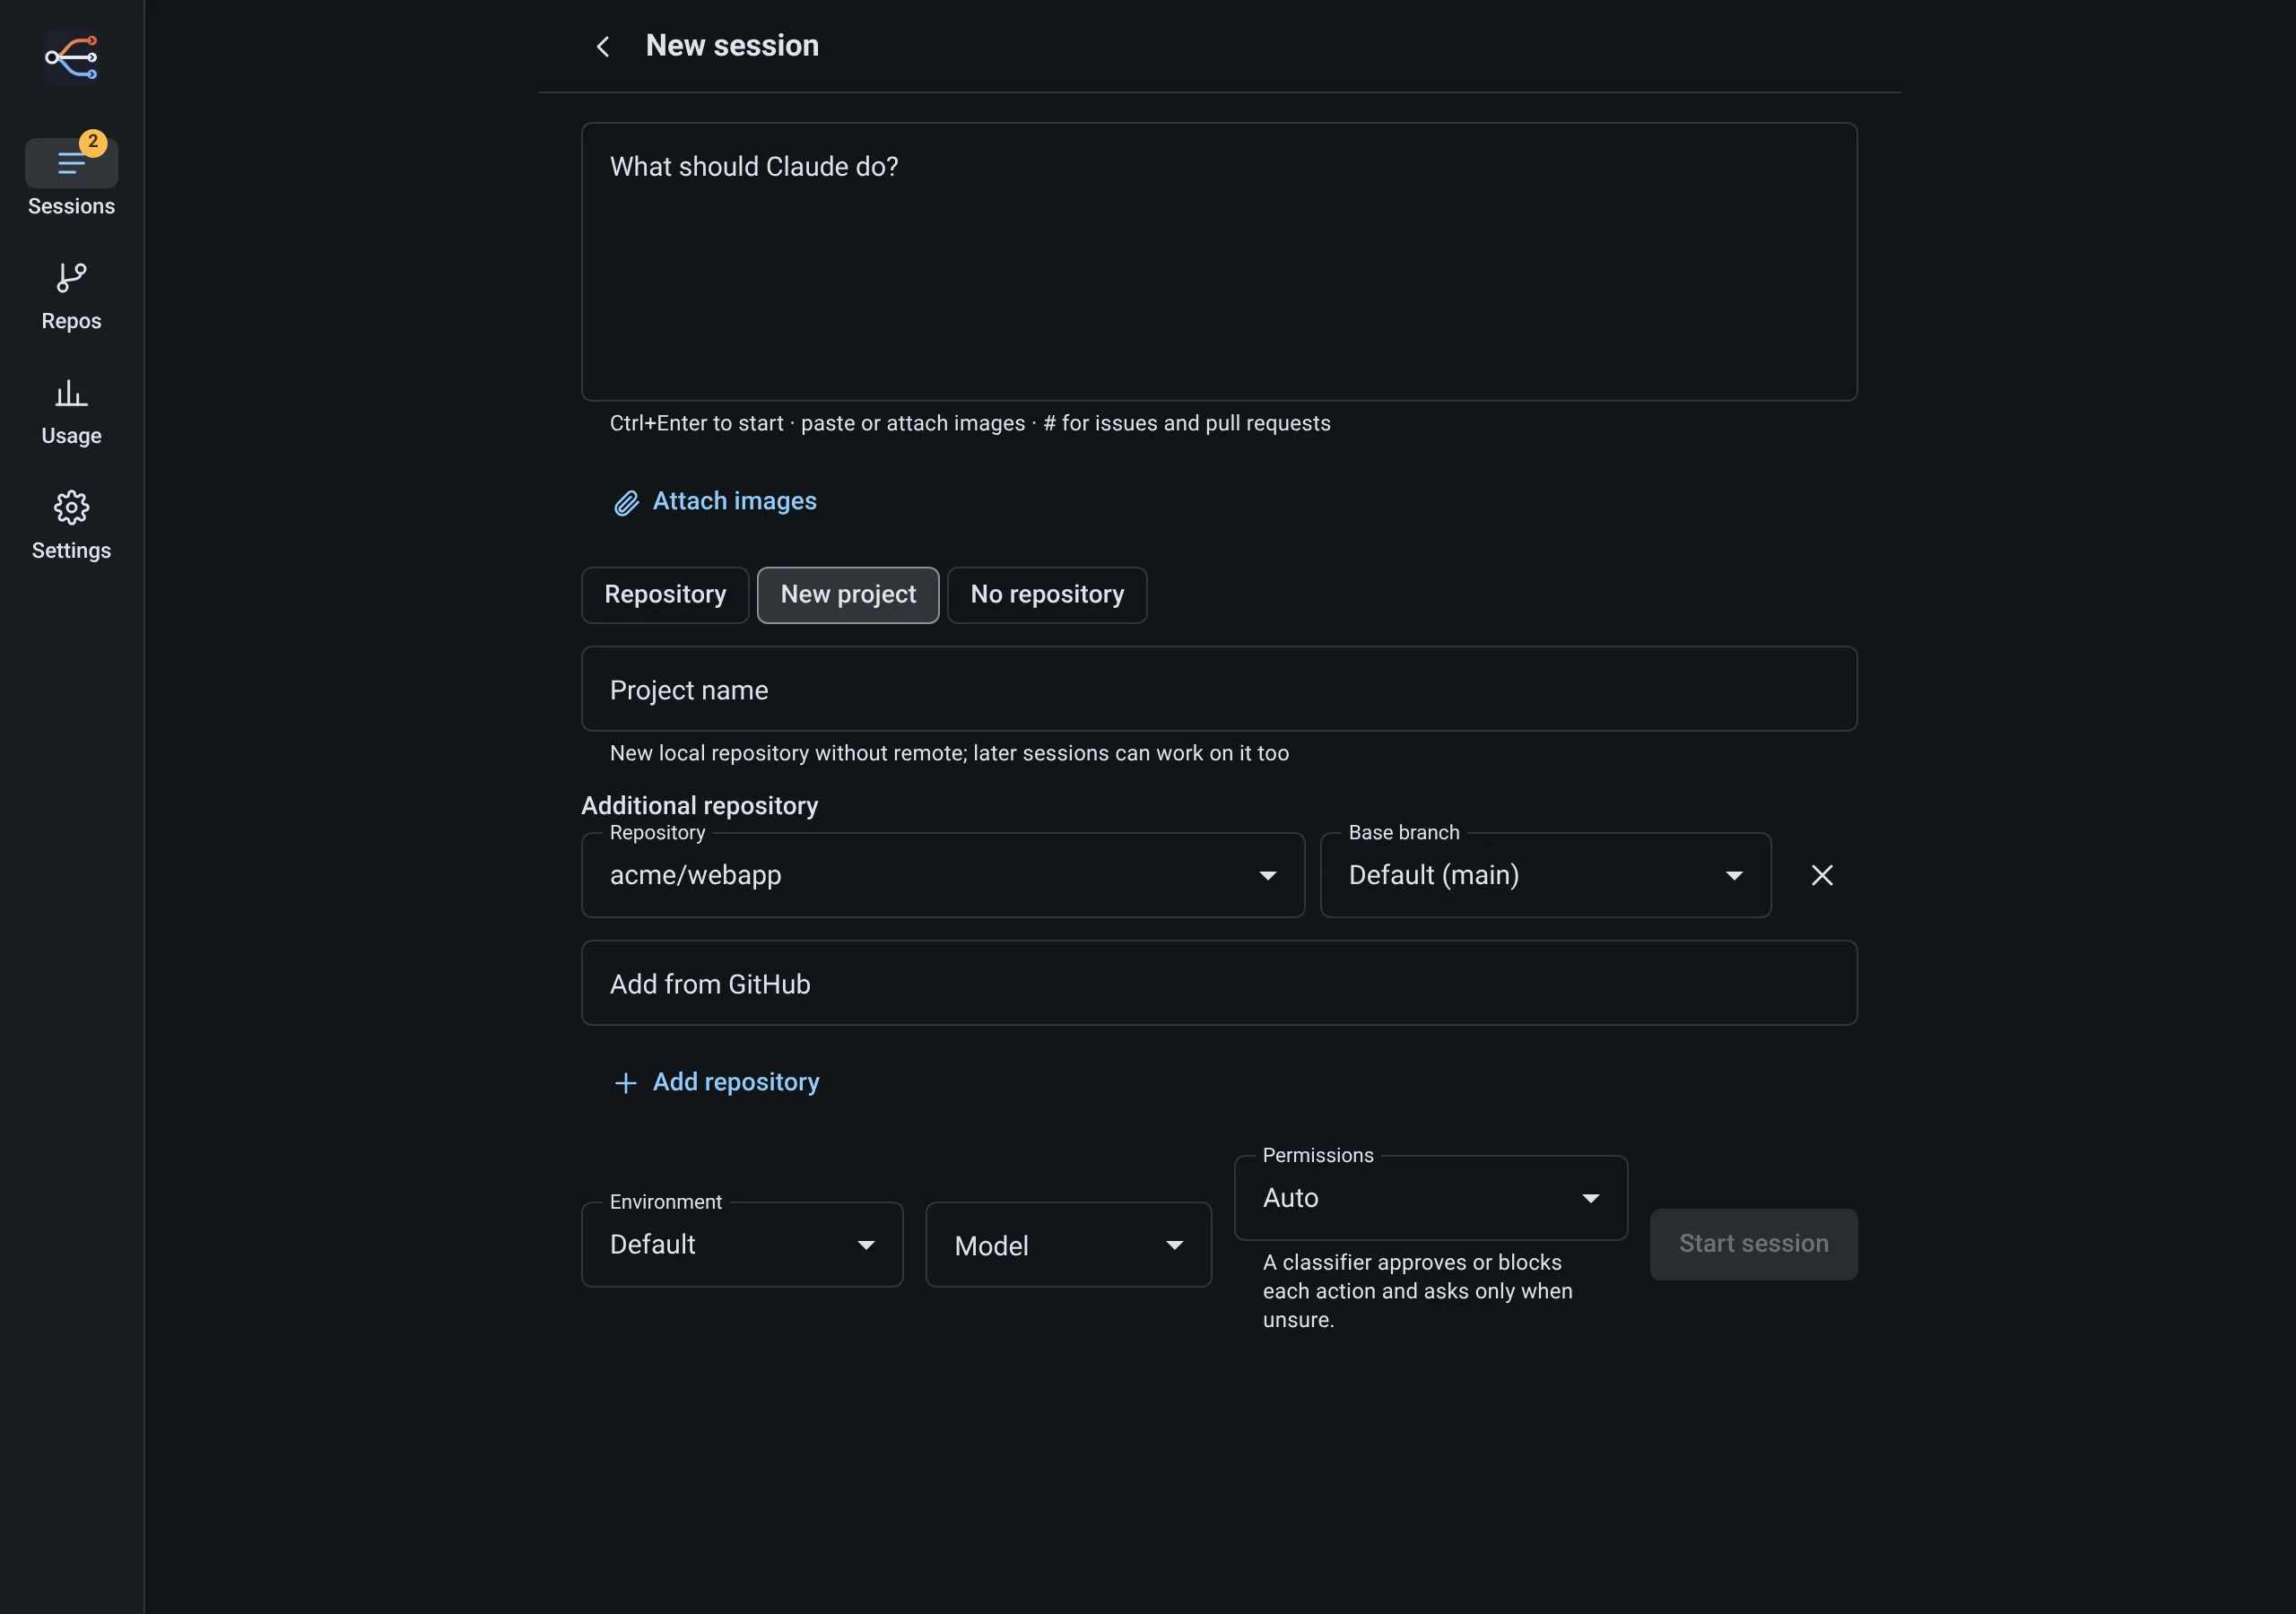 New session
2
Sessions
Repos
Usage
Settings
What should Claude do?
Ctrl+Enter to start · paste or attach images · # for issues and pull requests
Attach images
Repository
New project
No repository
Project name
New local repository without remote; later sessions can work on it too
Additional repository
Repository
acme/webapp
Base branch
Default (main)
Add from GitHub
Add repository
Environment
Default
Model
Permissions
Auto
A classifier approves or blocks
each action and asks only when
unsure.
Start session